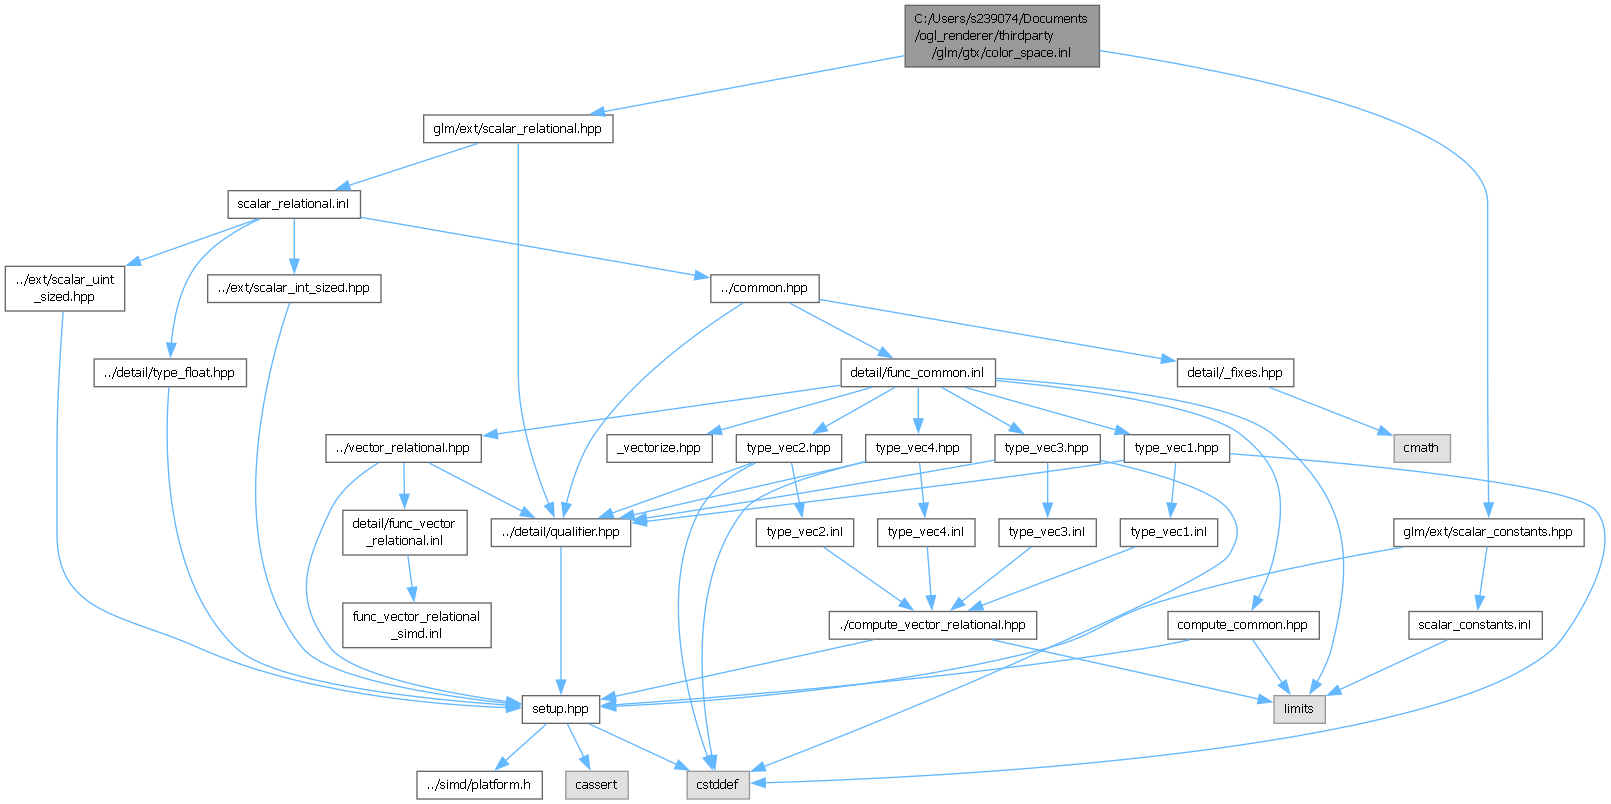 C:/Users/s239074/Documents
/ogl_renderer/thirdparty
/glm/gtx/color_space.inl
glm/ext/scalar_relational.hpp
scalar_relational.inl
../ext/scalar_uint
_sized.hpp
../ext/scalar_int_sized.hpp
../common.hpp
../detail/type_float.hpp
detail/func_common.inl
detail/_fixes.hpp
../vector_relational.hpp
_vectorize.hpp
type_vec2.hpp
type_vec4.hpp
type_vec3.hpp
type_vec1.hpp
cmath
detail/func_vector
_relational.inl
../detail/qualifier.hpp
type_vec2.inl
type_vec4.inl
type_vec3.inl
type_vec1.inl
glm/ext/scalar_constants.hpp
func_vector_relational
_simd.inl
./compute_vector_relational.hpp
compute_common.hpp
scalar_constants.inl
setup.hpp
limits
../simd/platform.h
cassert
cstddef